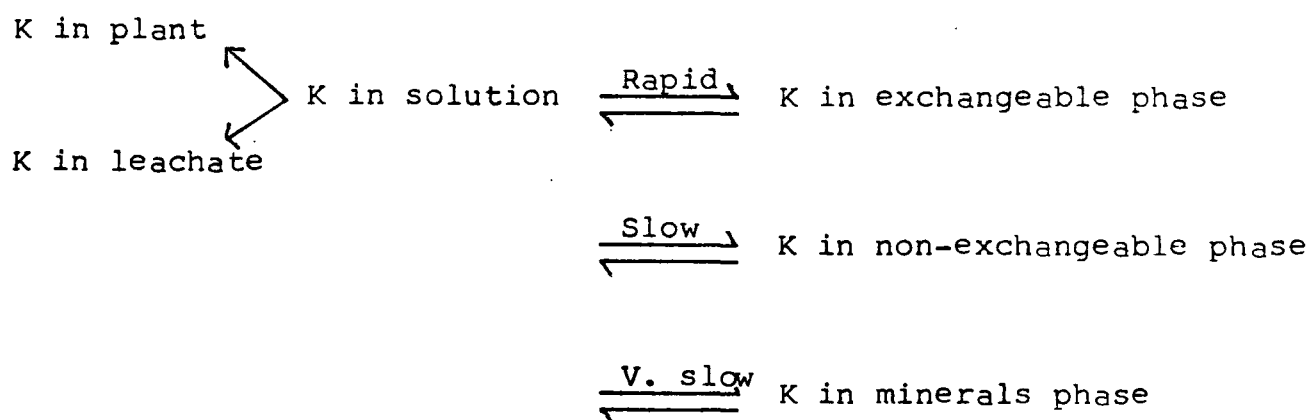 K in plant
K in solution
Rapid
K in exchangeable phase
K in leachate
Slow
K in non-exchangeable phase
V. slow
K in minerals phase